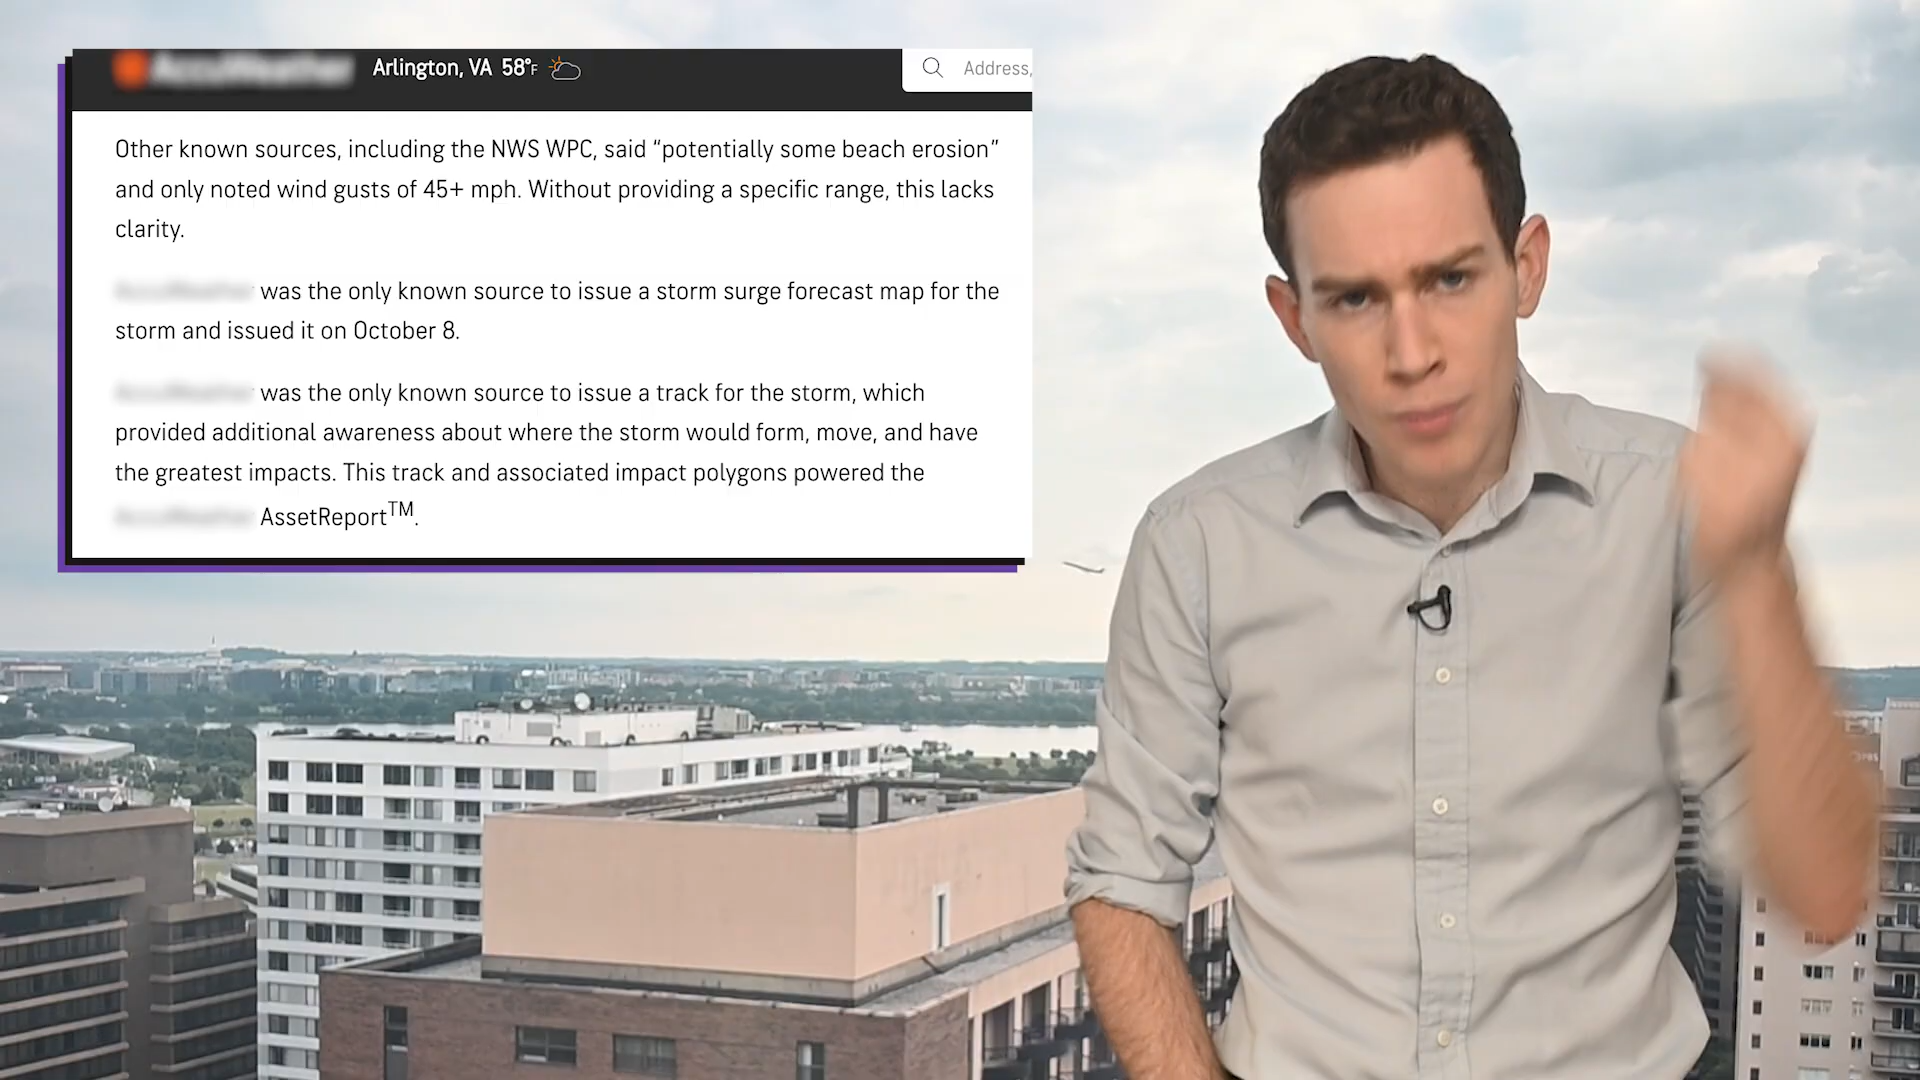 Arlington, VA 58°F
Address,
Other known sources, including the NWS WPC, said “potentially some beach erosion”
and only noted wind gusts of 45+ mph. Without providing a specific range, this lacks
clarity.
was the only known source to issue a storm surge forecast map for the
storm and issued it on October 8.
was the only known source to issue a track for the storm, which
provided additional awareness about where the storm would form, move, and have
the greatest impacts. This track and associated impact polygons powered the
AssetReport™.